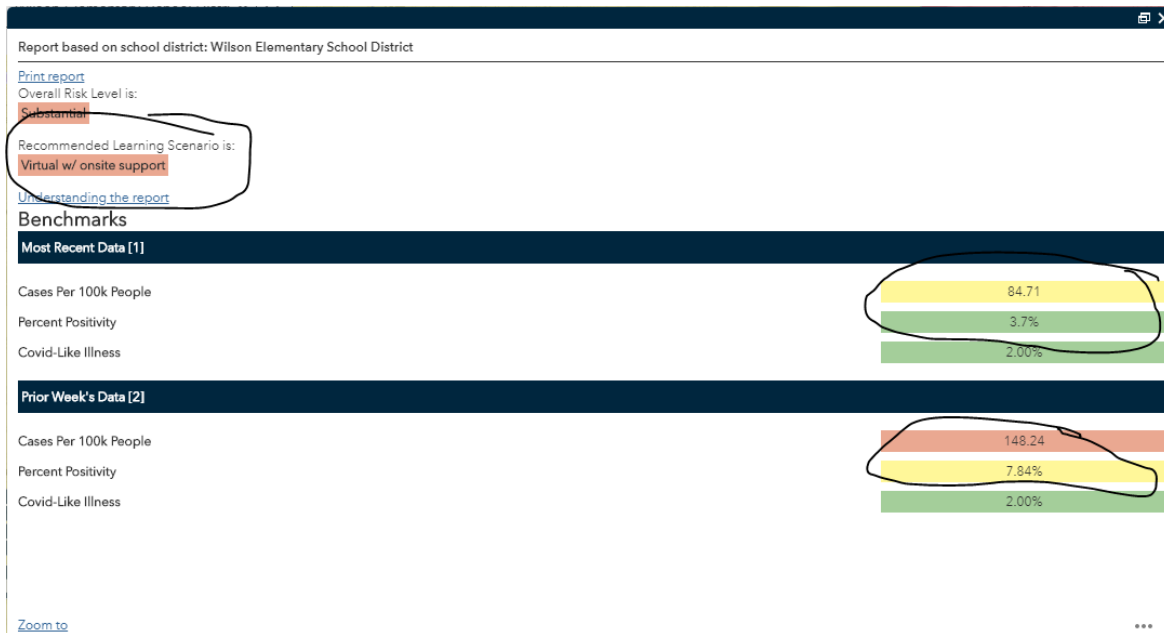 Report based on school district: Wilson Elementary School District
Print report
Overall Risk Level is:
Substantial
Recommended Learning Scenario is:
Virtual w/ onsite support
Understanding the report
Benchmarks
Most Recent Data [1]
Cases Per 100k People 84.71
Percent Positivity 3.7%
Covid-Like Illness 2.00%
Prior Week's Data [2]
Cases Per 100k People 148.24
Percent Positivity 7.84%
Covid-Like Illness 2.00%
Zoom to